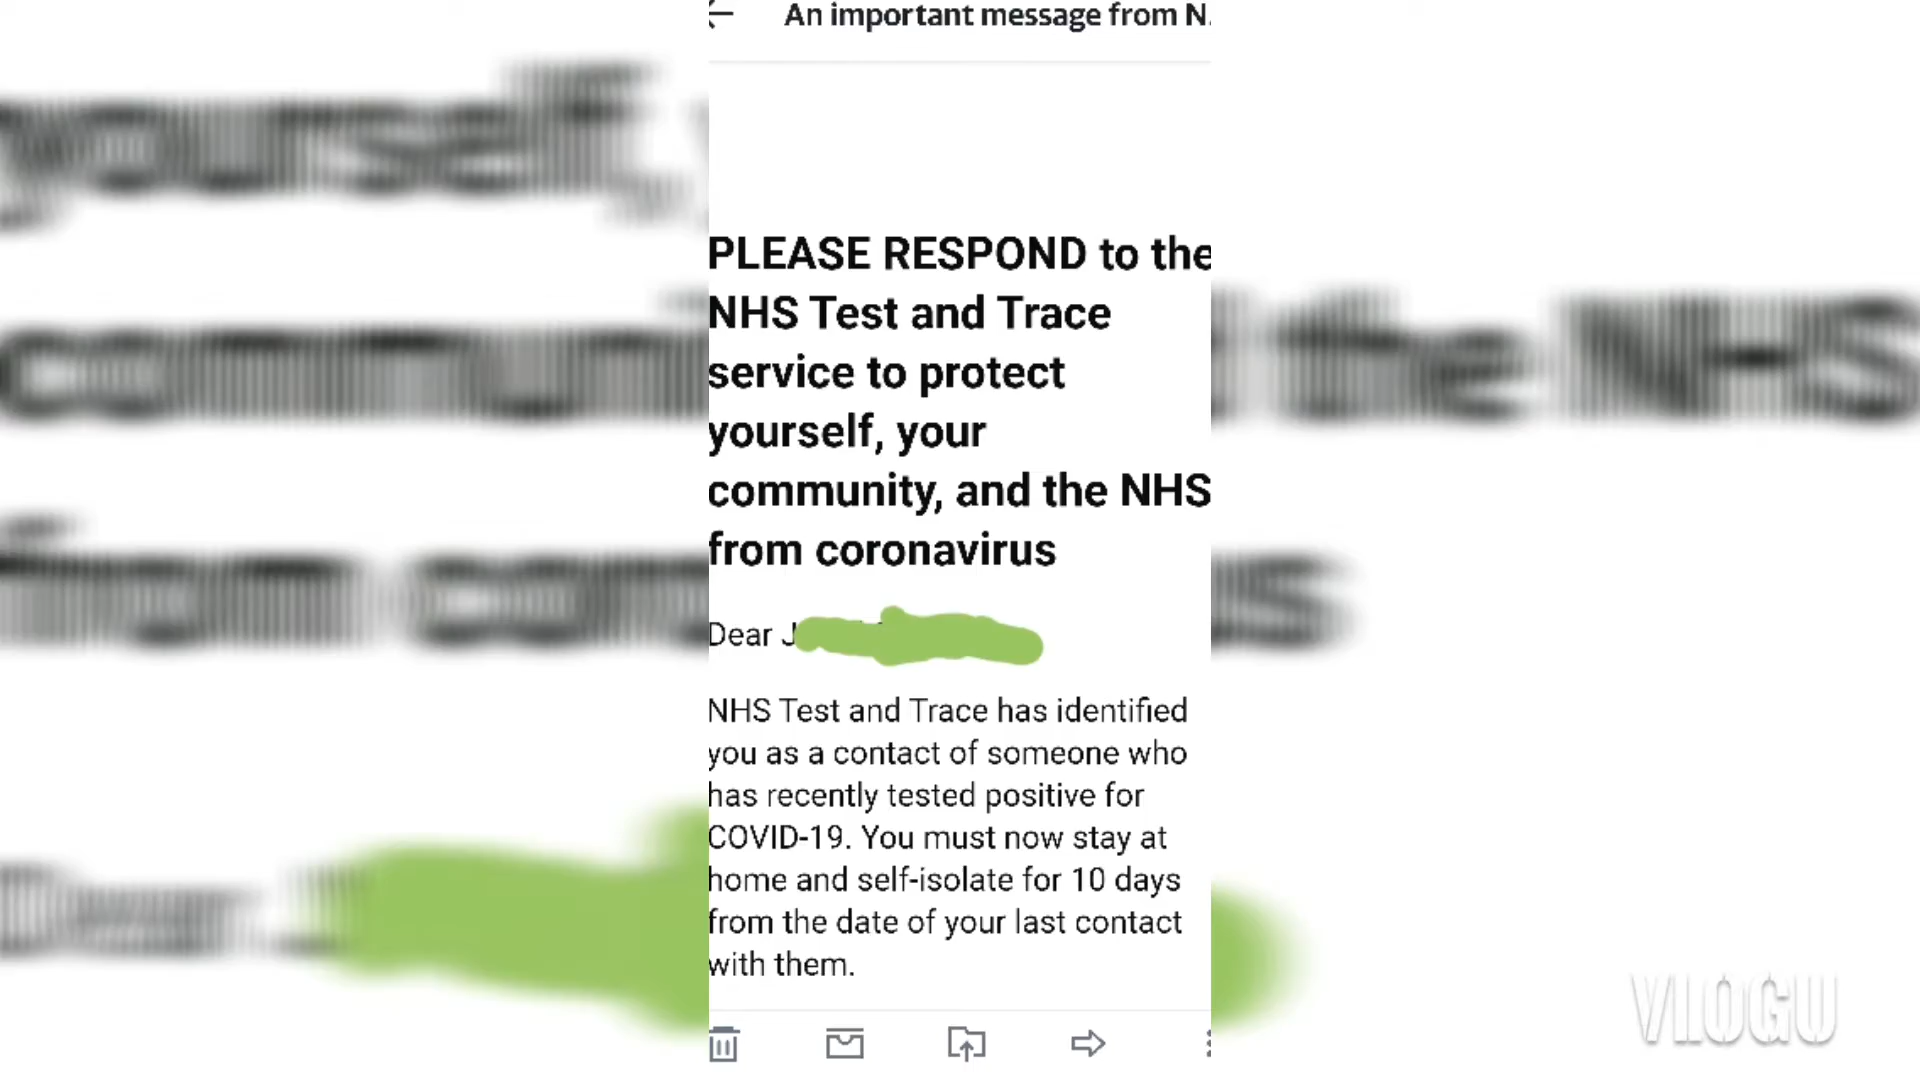 An important message from N.
PLEASE RESPOND to the
NHS Test and Trace
service to protect
yourself, your
community, and the NHS
from coronavirus
Dear J
NHS Test and Trace has identified
you as a contact of someone who
has recently tested positive for
COVID-19. You must now stay at
home and self-isolate for 10 days
from the date of your last contact
with them.
VLOGU